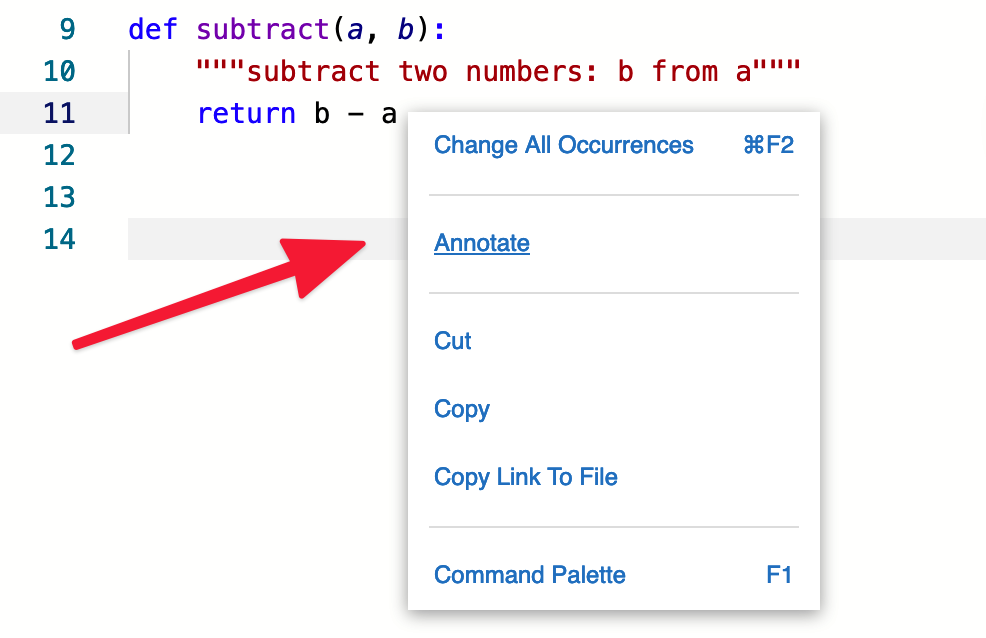 9 def subtract(a, b):
10 """subtract two numbers: b from a"""
11 return b - a
12
13
14
Change All Occurrences ⌘F2
Annotate
Cut
Copy
Copy Link To File
Command Palette F1